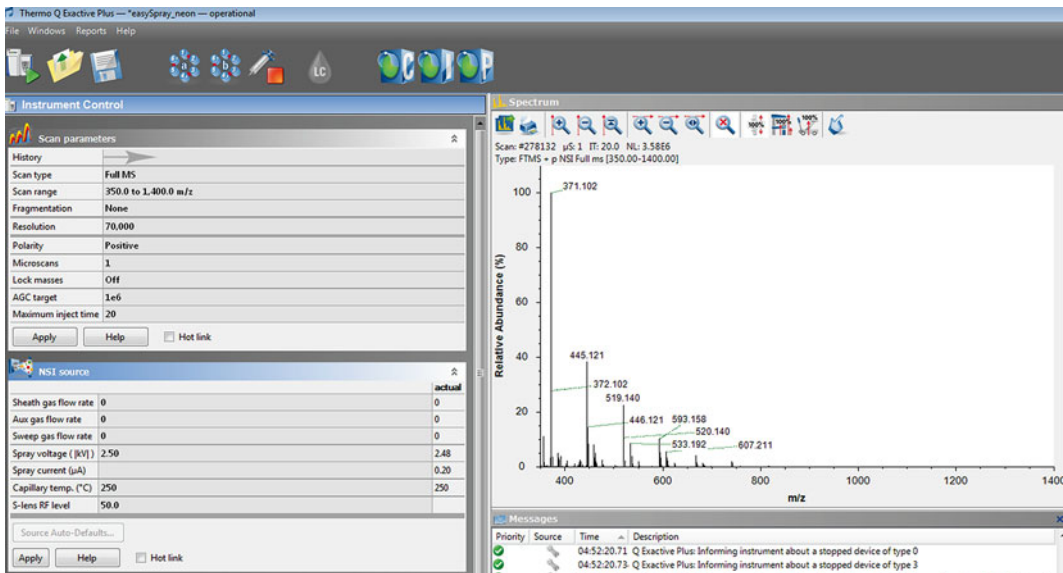 Thermo Q Exactive Plus — *easySpray_neon — operational
File Windows Reports Help
a b LC C I P
Instrument Control
Scan parameters
History
Scan type Full MS
Scan range 350.0 to 1,400.0 m/z
Fragmentation None
Resolution 70,000
Polarity Positive
Microscans 1
Lock masses Off
AGC target 1e6
Maximum inject time 20
Apply Help Hot link
NSI source
actual
Sheath gas flow rate 0 0
Aux gas flow rate 0 0
Sweep gas flow rate 0 0
Spray voltage ( |kV| ) 2.50 2.48
Spray current (µA) 0.20
Capillary temp. (°C) 250 250
S-lens RF level 50.0
Source Auto-Defaults...
Apply Help Hot link
Spectrum
100% 100% 100%
Scan: #278132 µS: 1 IT: 20.0 NL: 3.58E6
Type: FTMS + p NSI Full ms [350.00-1400.00]
Relative Abundance (%)
100
80
60
40
20
0
371.102
445.121
372.102
519.140
446.121 593.158
520.140
533.192 607.211
400 600 800 1000 1200 1400
m/z
Messages
Priority Source Time Description
04:52:20.71 Q Exactive Plus: Informing instrument about a stopped device of type 0
04:52:20.73 Q Exactive Plus: Informing instrument about a stopped device of type 3